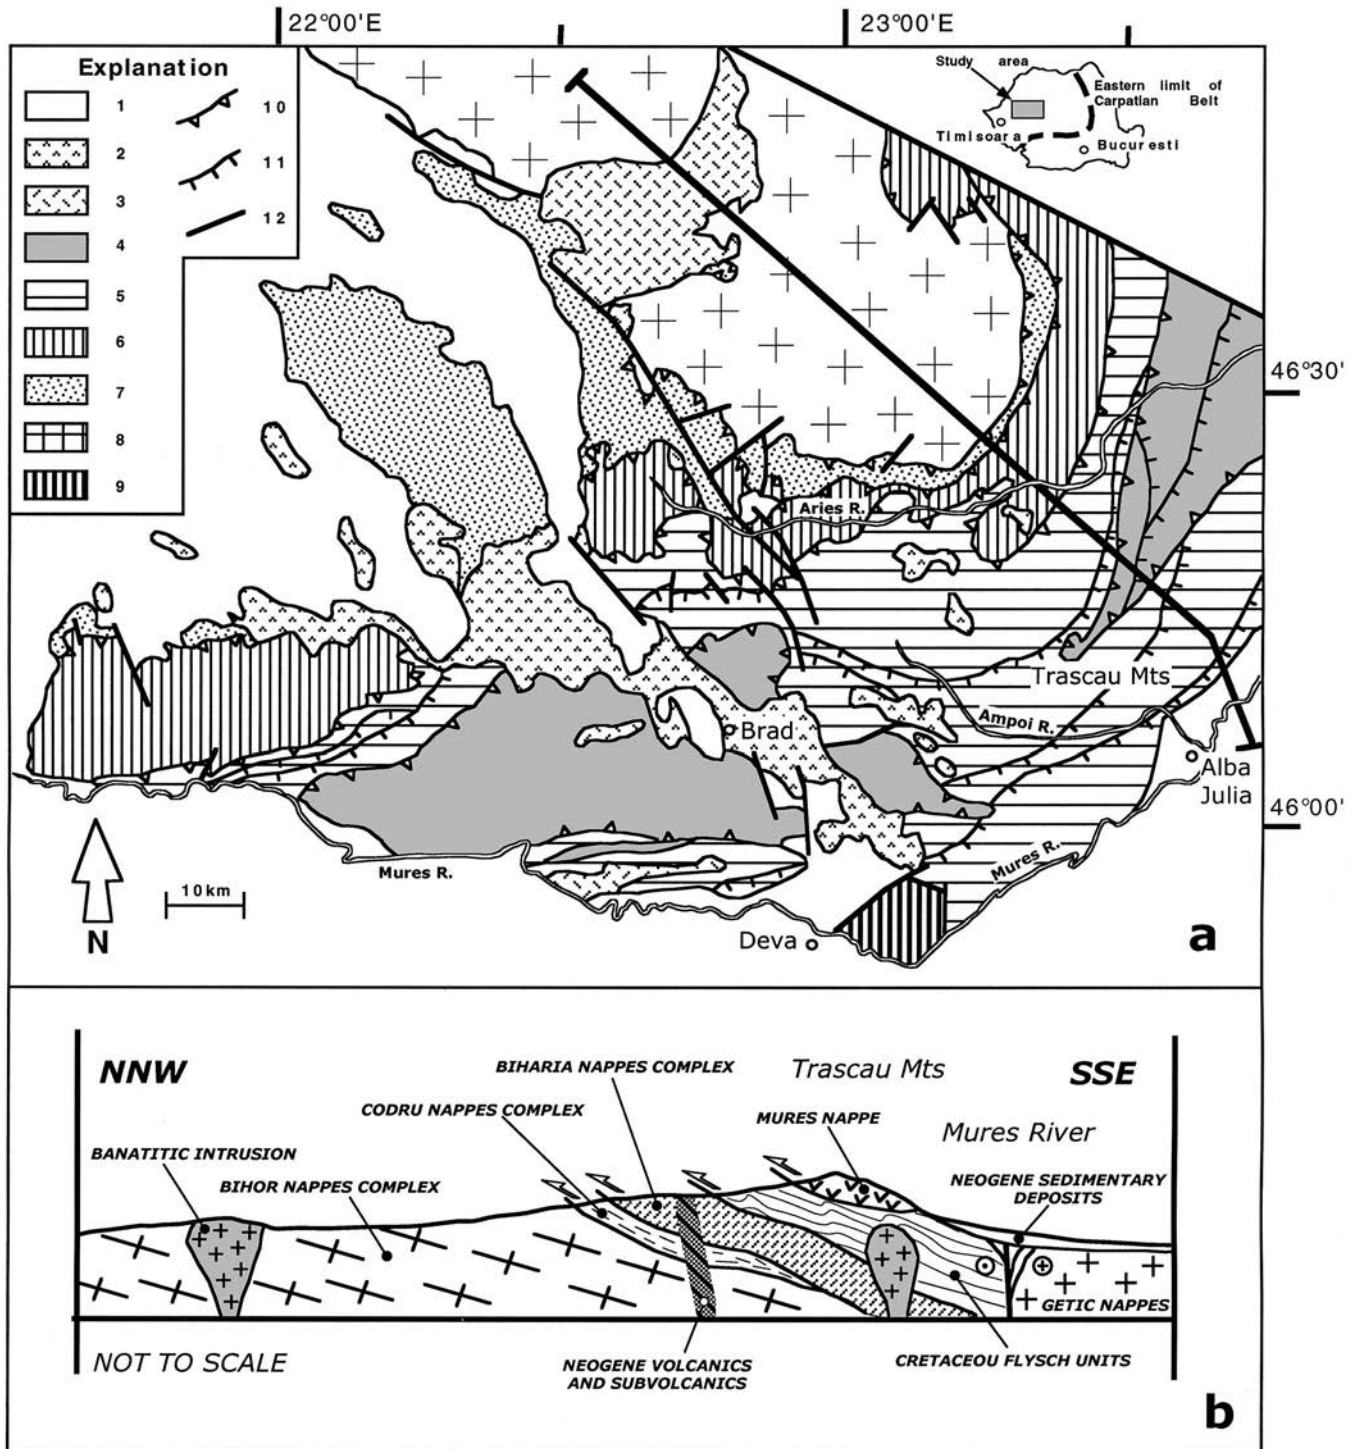 22°00'E
23°00'E
Explanation
1
2
3
4
5
6
7
8
9
10
11
12
Study area
Eastern limit of
Carpatian Belt
Timisoara
Bucuresti
46°30'
Aries R.
Trascau Mts
Ampoi R.
Brad
Alba
Julia
46°00'
Mures R.
Mures R.
10km
N
Deva
a
NNW
BIHARIA NAPPES COMPLEX
Trascau Mts
SSE
CODRU NAPPES COMPLEX
MURES NAPPE
Mures River
BANATITIC INTRUSION
BIHOR NAPPES COMPLEX
NEOGENE SEDIMENTARY
DEPOSITS
GETIC NAPPES
NOT TO SCALE
NEOGENE VOLCANICS
AND SUBVOLCANICS
CRETACEOU FLYSCH UNITS
b